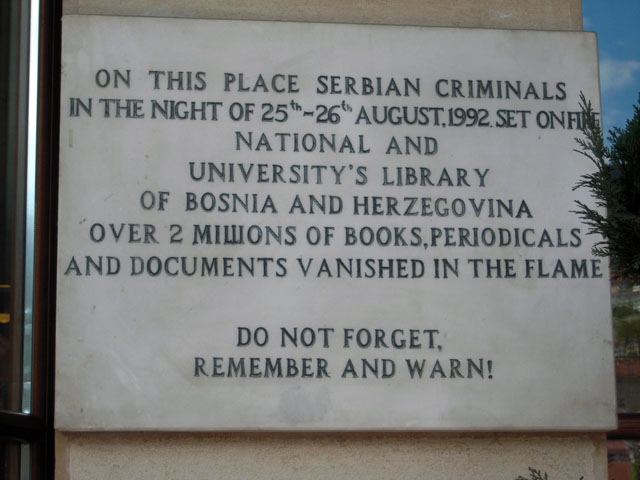 ON THIS PLACE SERBIAN CRIMINALS
IN THE NIGHT OF 25th-26th AUGUST,1992. SET ON FIRE
NATIONAL AND
UNIVERSITY'S LIBRARY
OF BOSNIA AND HERZEGOVINA
OVER 2 MILLIONS OF BOOKS,PERIODICALS
AND DOCUMENTS VANISHED IN THE FLAME
DO NOT FORGET,
REMEMBER AND WARN!